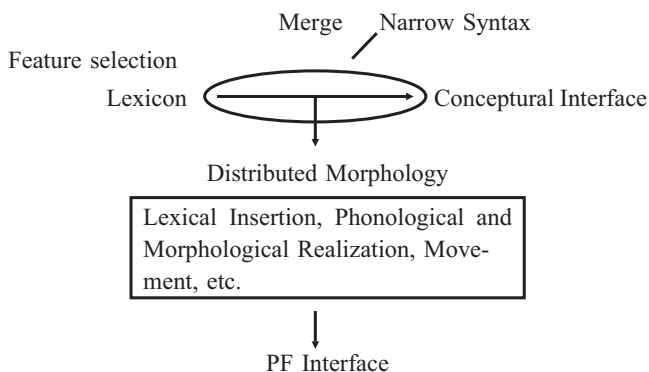 Merge Narrow Syntax
Feature selection
Lexicon Conceptural Interface
Distributed Morphology
Lexical Insertion, Phonological and
Morphological Realization, Move-
ment, etc.
PF Interface